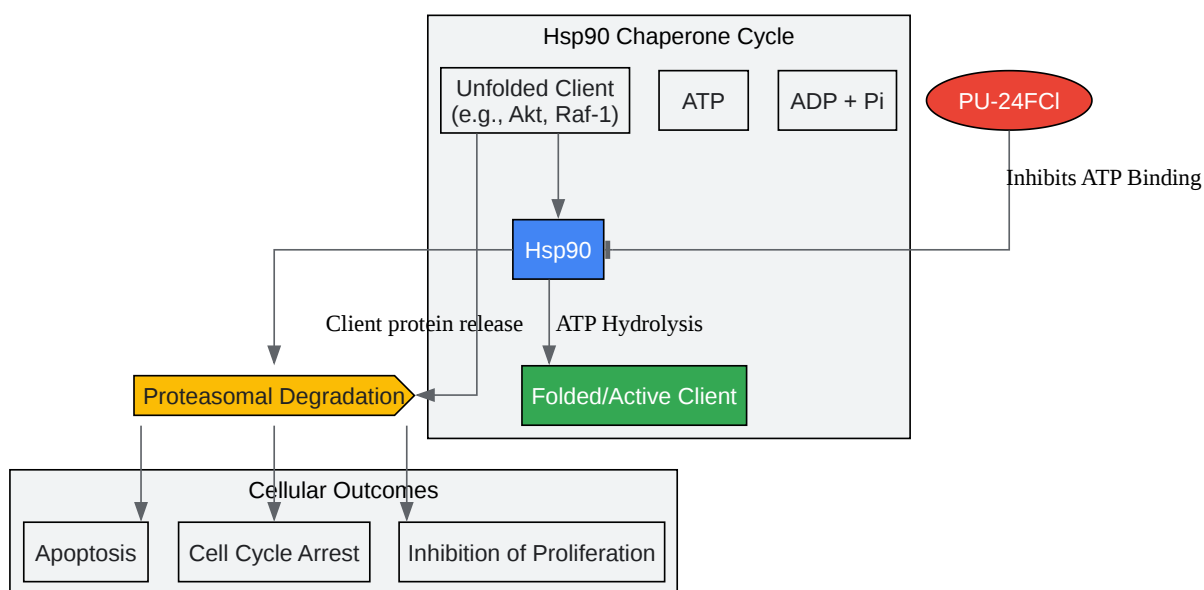 Hsp90 Chaperone Cycle
Unfolded Client
(e.g., Akt, Raf-1)
ATP
ADP + Pi
PU-24FCl
Inhibits ATP Binding
Hsp90
Client protein release
ATP Hydrolysis
Proteasomal Degradation
Folded/Active Client
Cellular Outcomes
Apoptosis
Cell Cycle Arrest
Inhibition of Proliferation